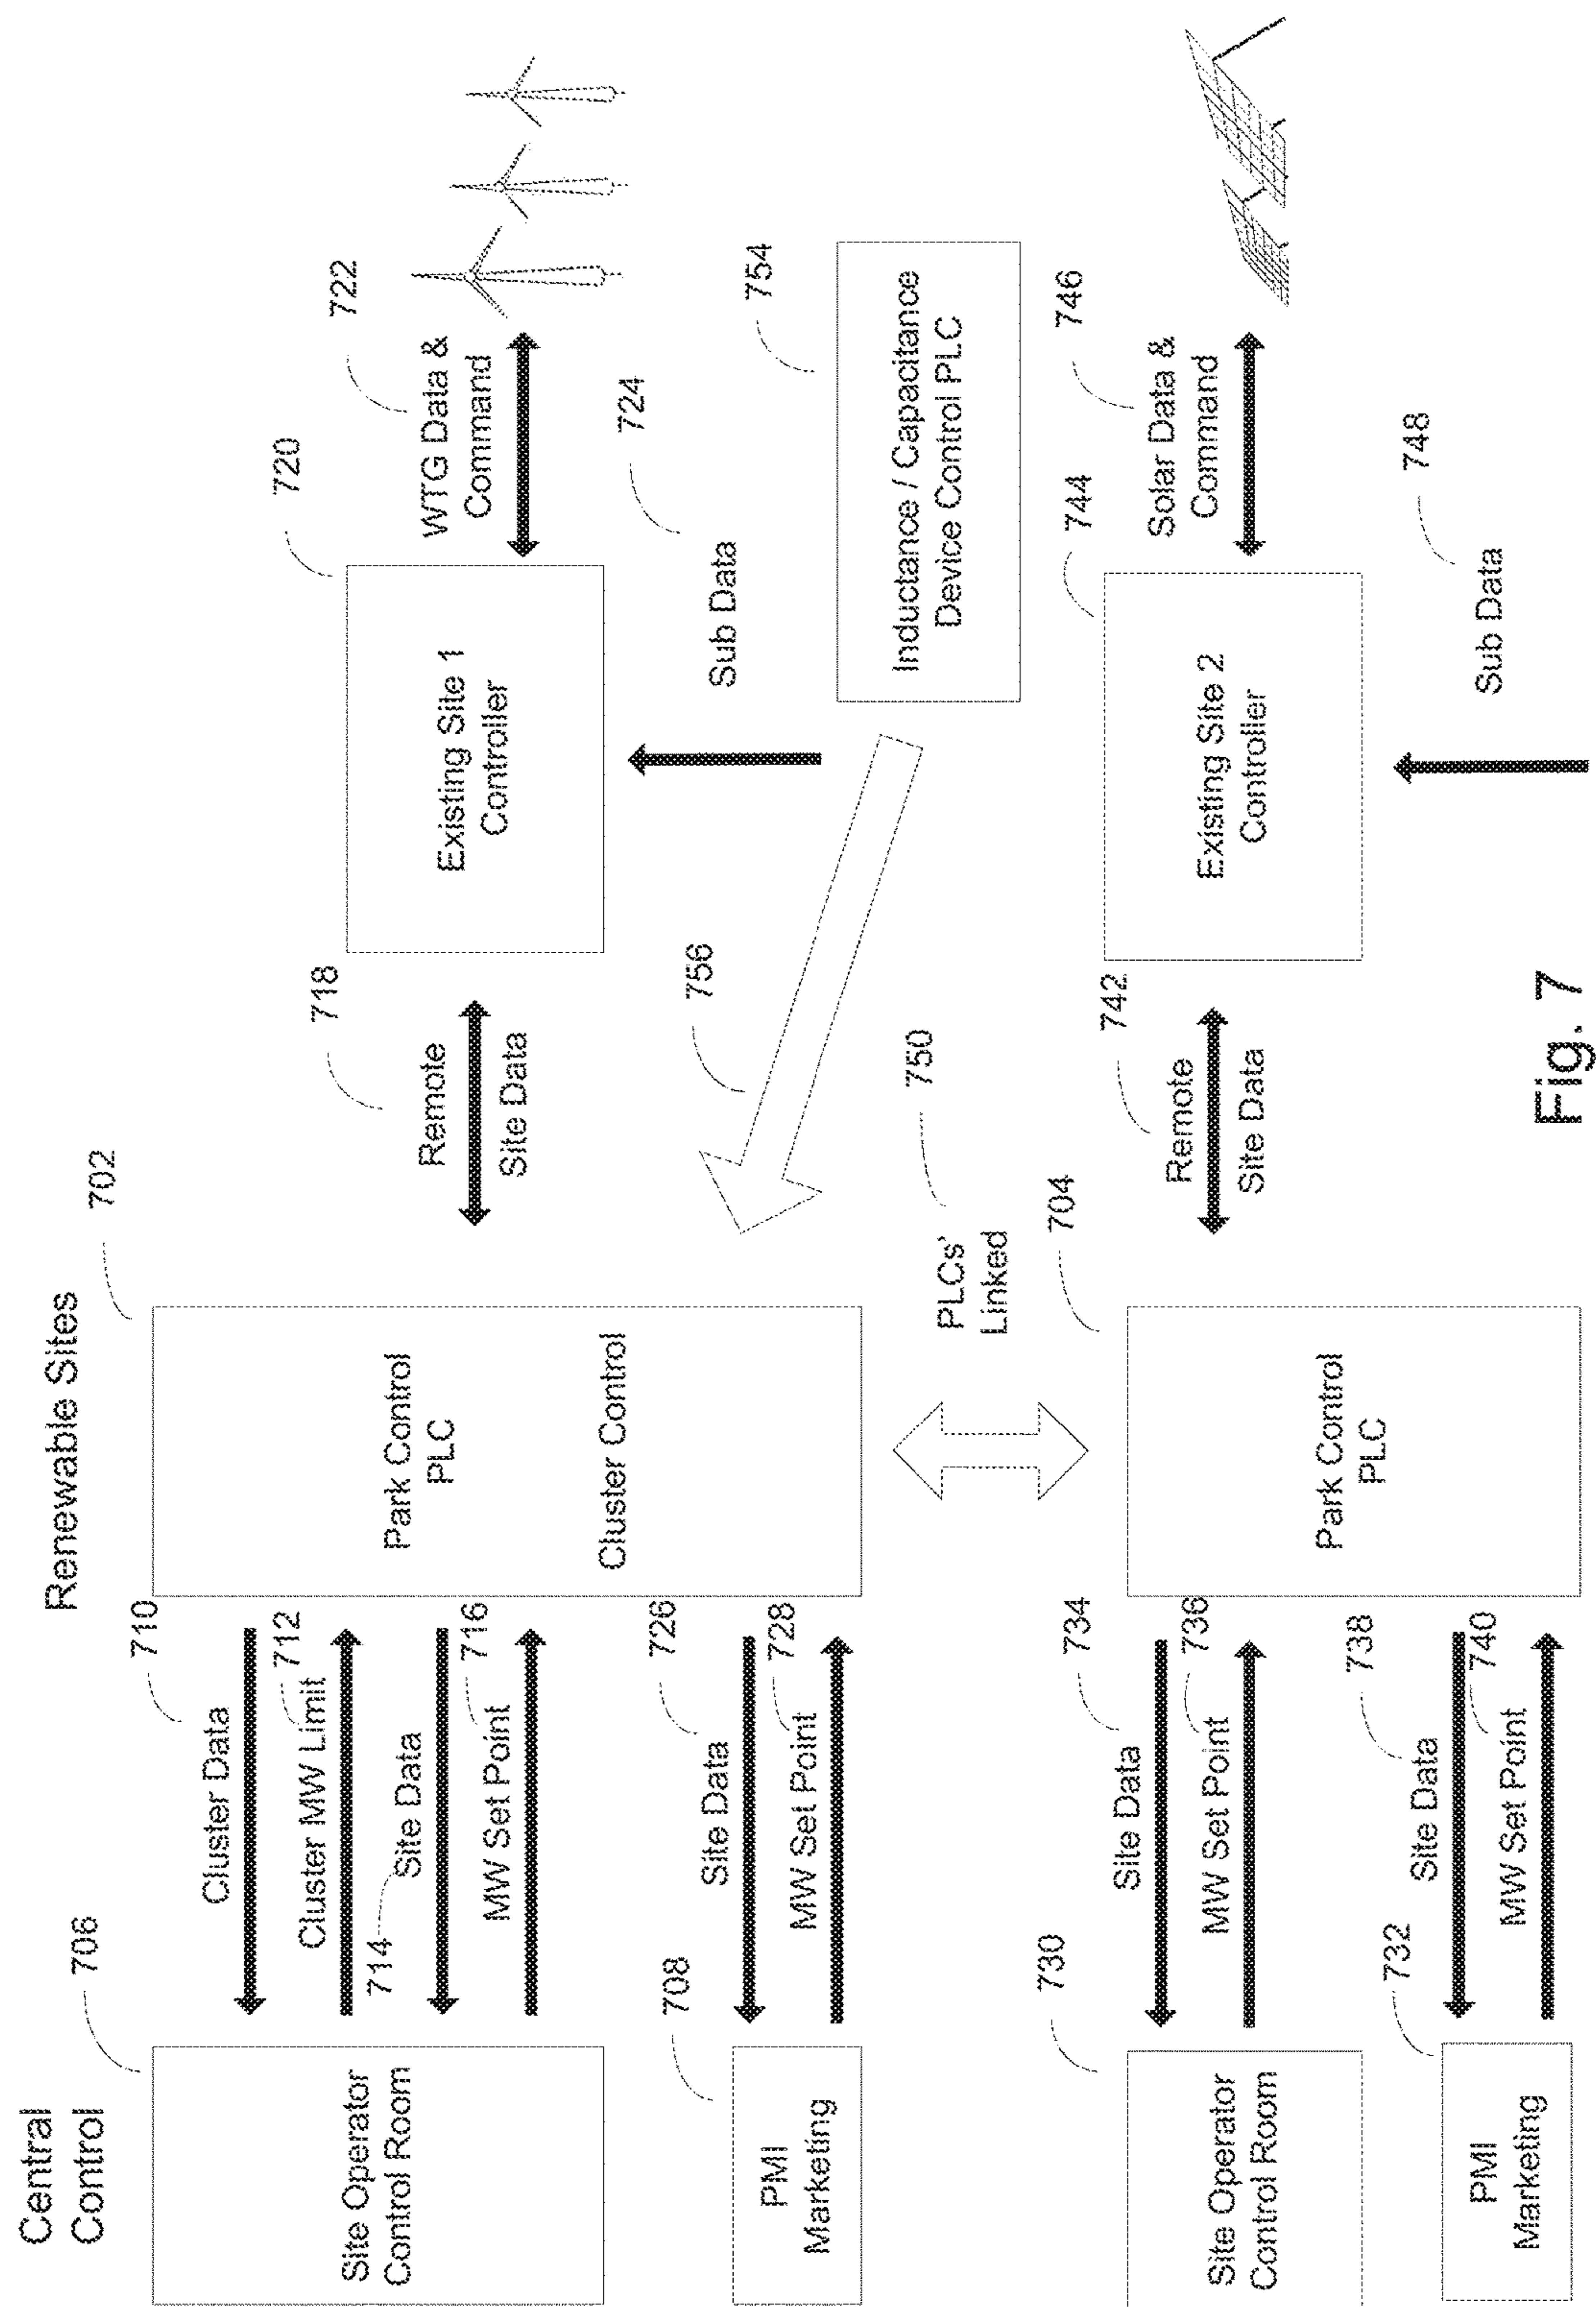 Central
Control
Renewable Sites
706
Site Operator
Control Room
710
Cluster Data
712
Cluster MW Limit
714
Site Data
716
MW Set Point
702
Park Control
PLC
Cluster Control
718
Remote
Site Data
720
Existing Site 1
Controller
722
WTG Data &
Command
724
Sub Data
708
PMI
Marketing
726
Site Data
728
MW Set Point
756
754
Inductance / Capacitance
Device Control PLC
750
PLCs'
Linked
730
Site Operator
Control Room
734
Site Data
736
MW Set Point
704
Park Control
PLC
742
Remote
Site Data
744
Existing Site 2
Controller
746
Solar Data &
Command
748
Sub Data
732
PMI
Marketing
738
Site Data
740
MW Set Point
Fig. 7